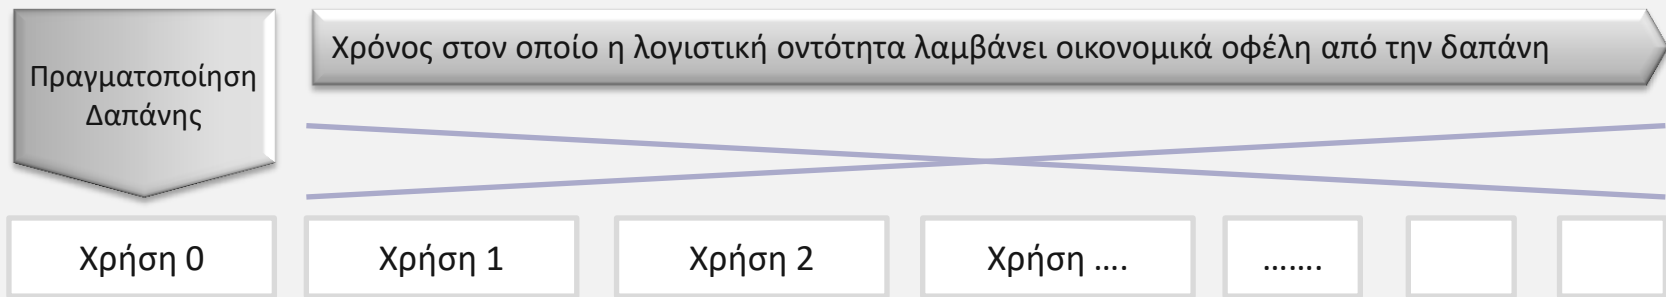 Πραγματοποίηση
Δαπάνης
Χρόνος στον οποίο η λογιστική οντότητα λαμβάνει οικονομικά οφέλη από την δαπάνη
Χρήση 0
Χρήση 1
Χρήση 2
Χρήση ....
.......